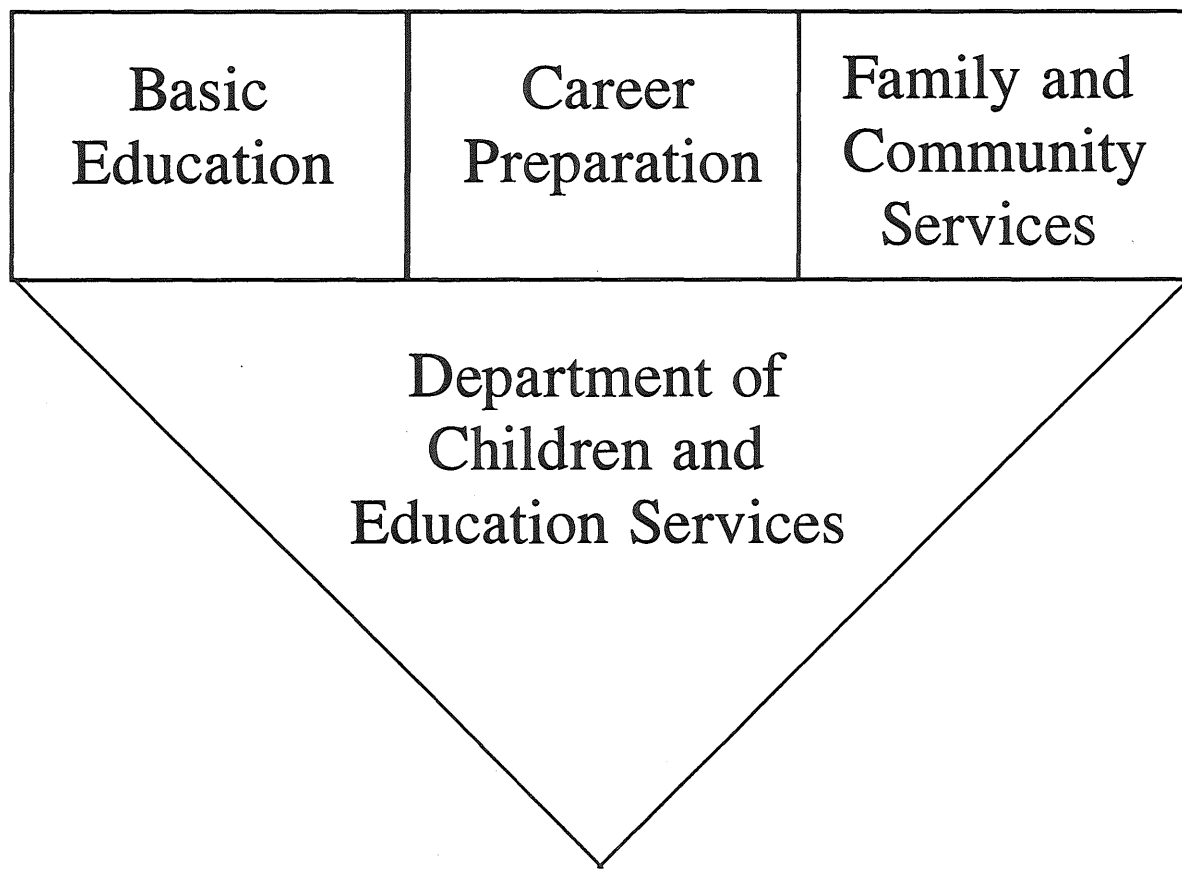 Basic
Education
Career
Preparation
Family and
Community
Services
Department of
Children and
Education Services